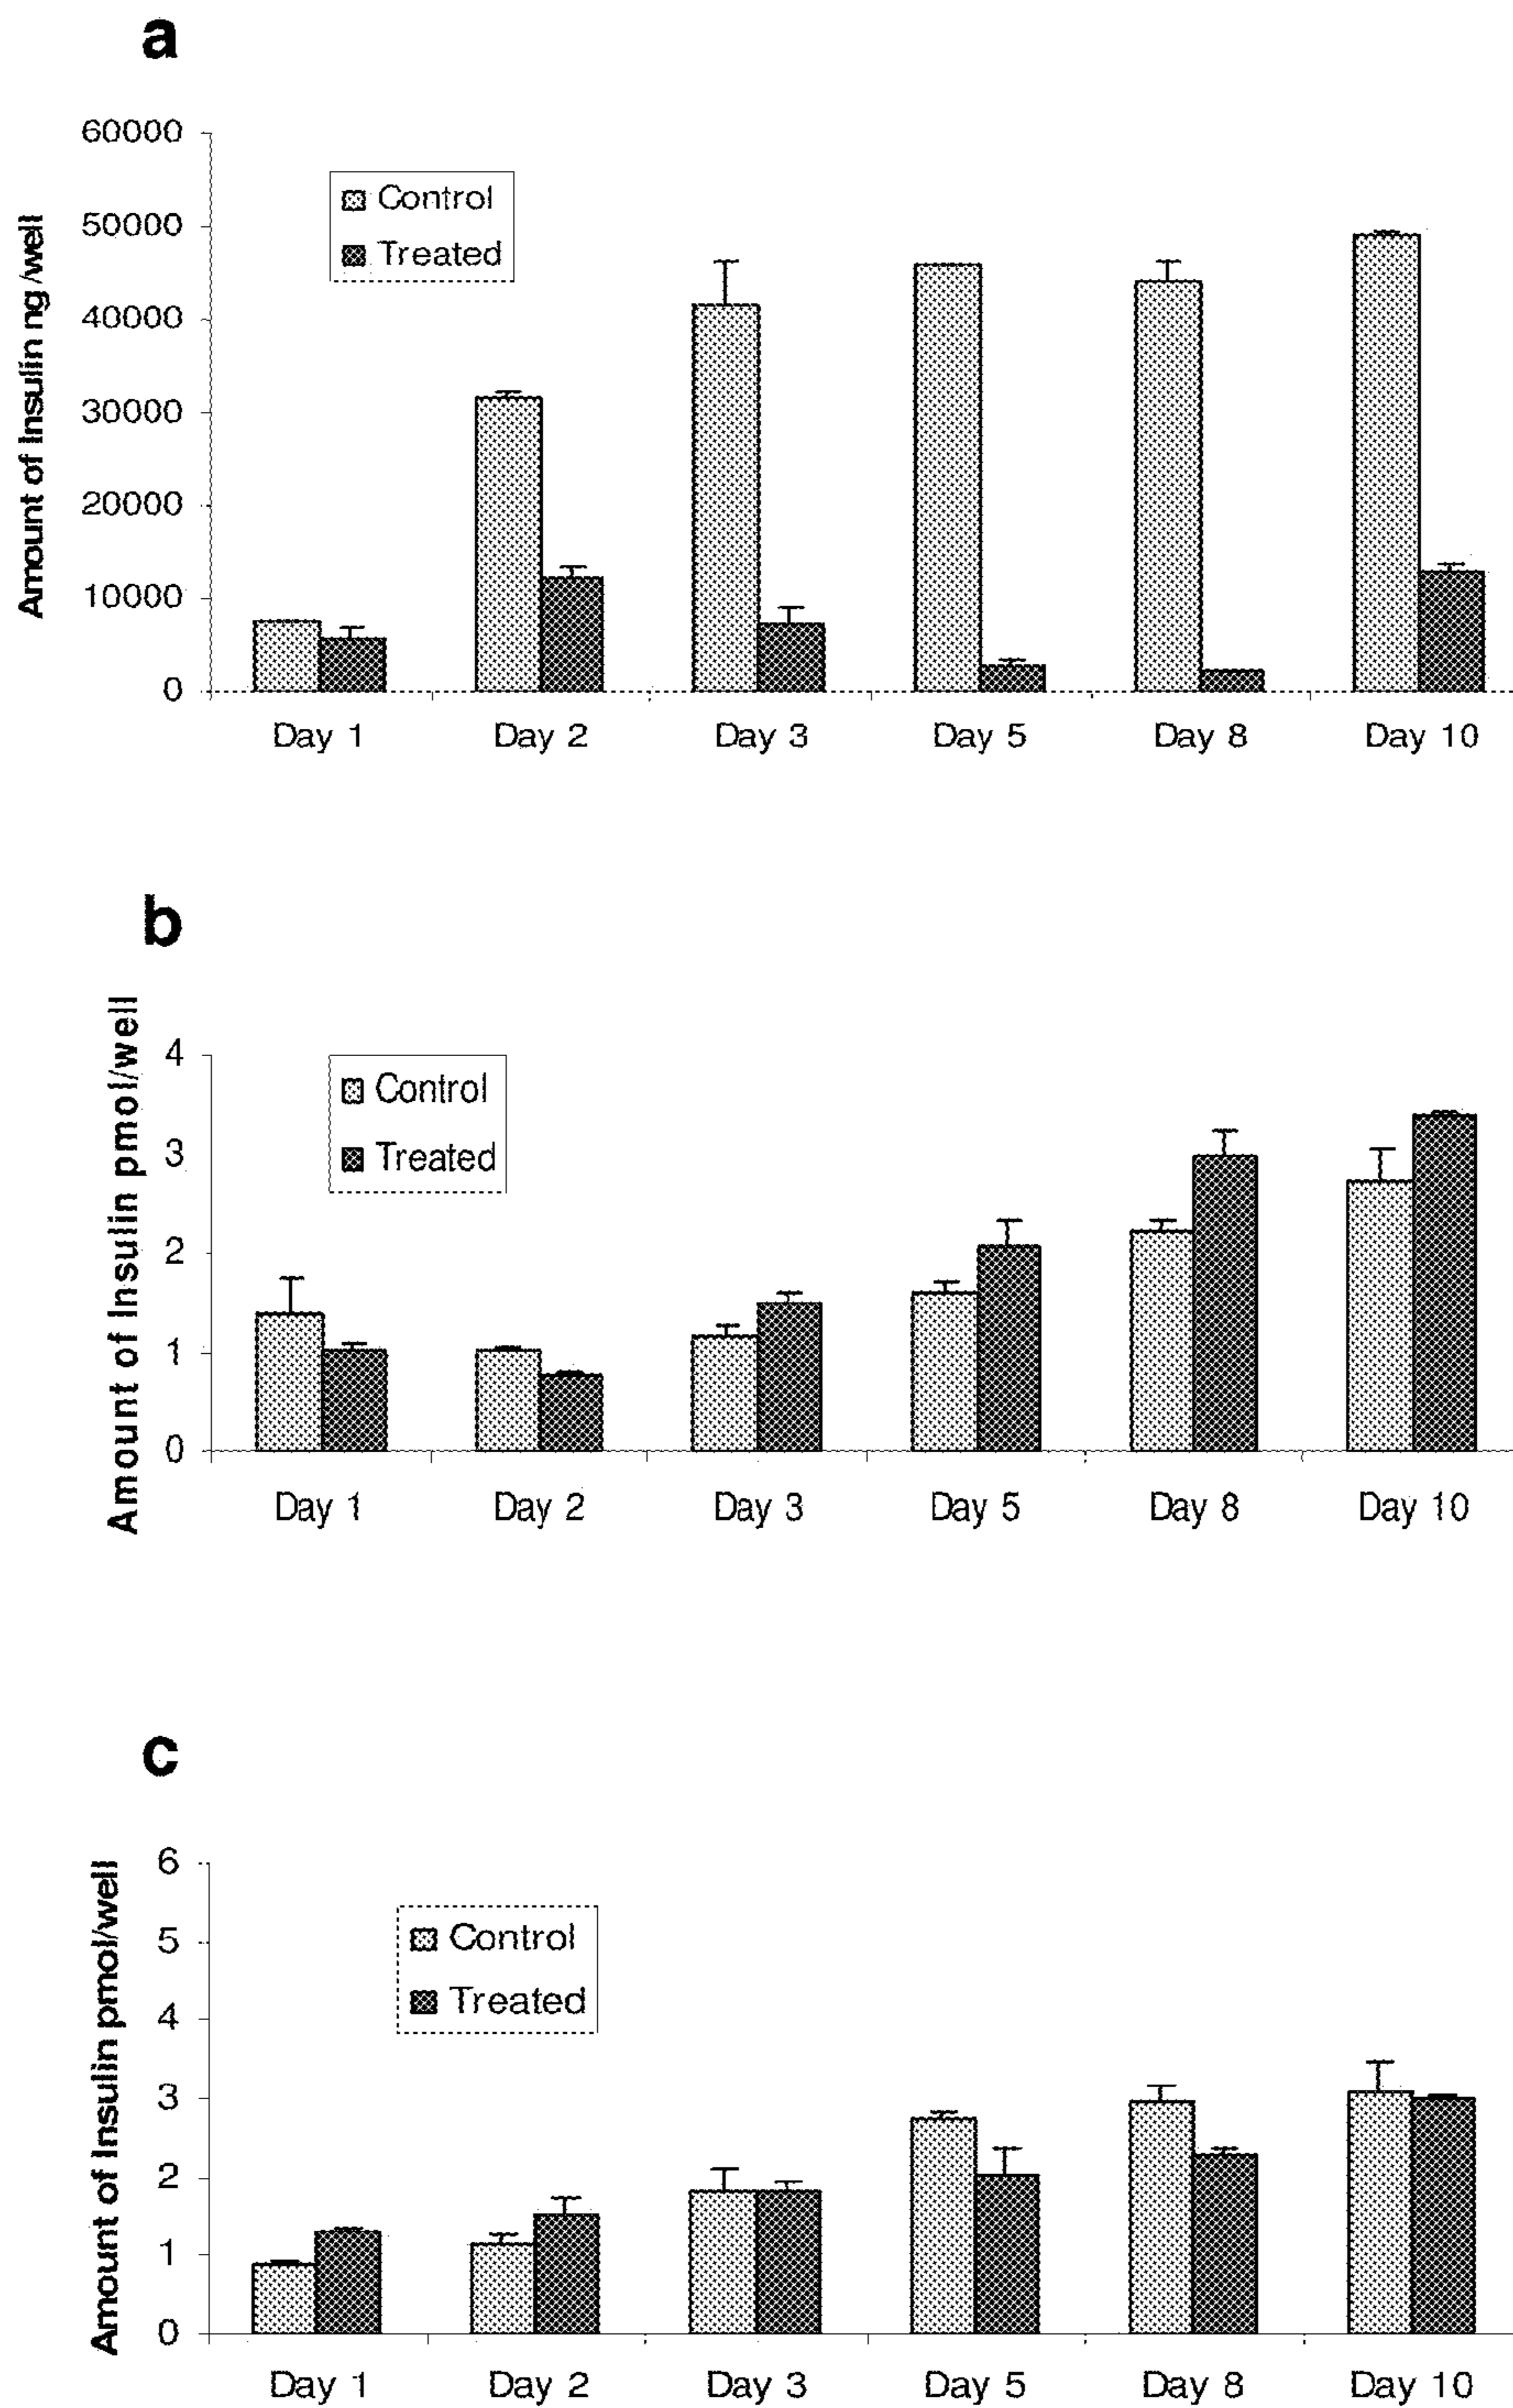 a
Amount of Insulin ng/well
60000
50000
40000
30000
20000
10000
0
Control
Treated
Day 1 Day 2 Day 3 Day 5 Day 8 Day 10
b
Amount of Insulin pmol/well
4
3
2
1
0
Control
Treated
Day 1 Day 2 Day 3 Day 5 Day 8 Day 10
c
Amount of Insulin pmol/well
6
5
4
3
2
1
0
Control
Treated
Day 1 Day 2 Day 3 Day 5 Day 8 Day 10